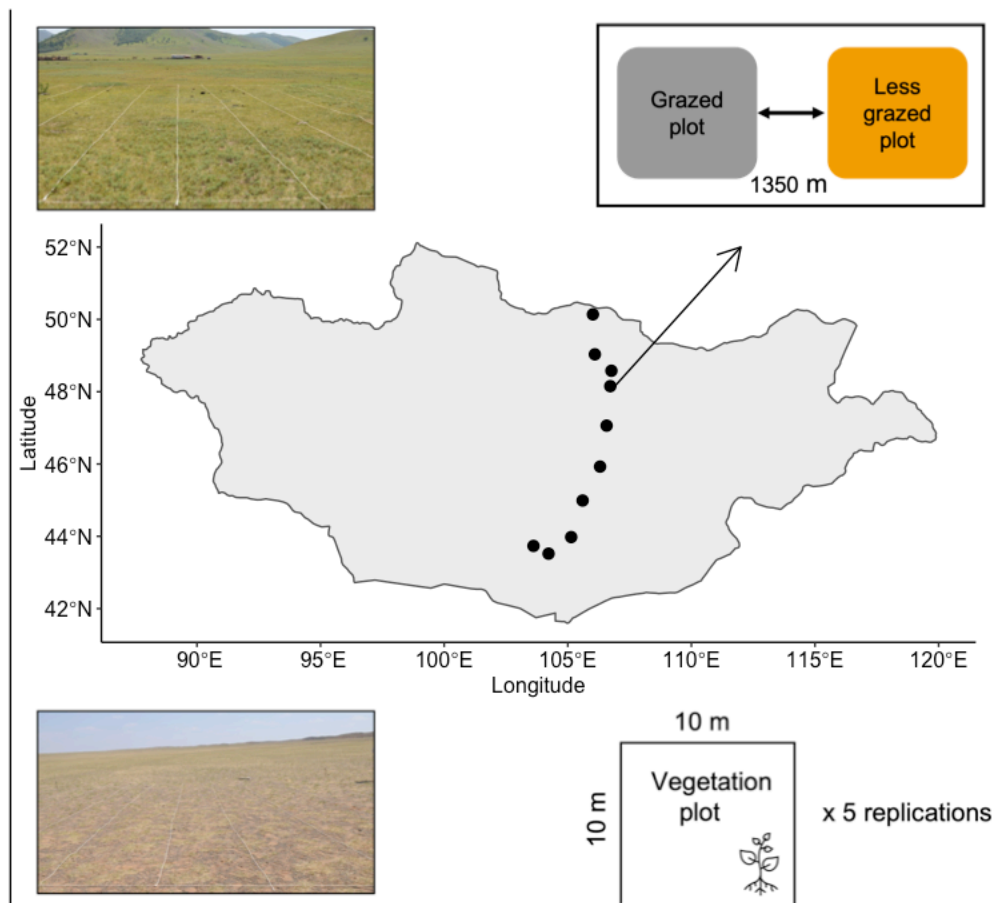 Grazed
plot
Less
grazed
plot
1350 m
52°N
50°N
48°N
46°N
44°N
42°N
Latitude
90°E
95°E
100°E
105°E
110°E
115°E
120°E
Longitude
10 m
10 m
Vegetation
plot
x 5 replications